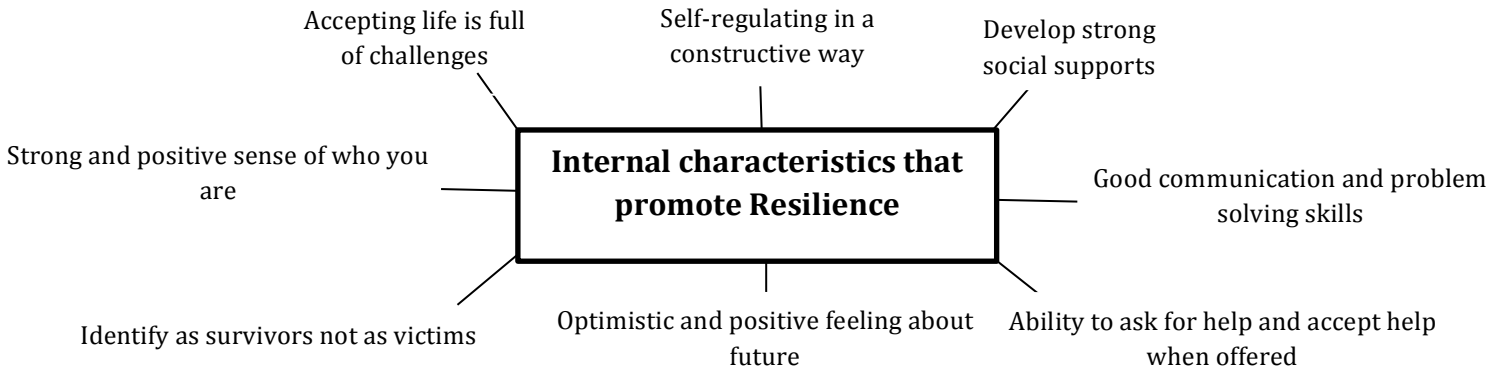 Accepting life is full
of challenges
Self-regulating in a
constructive way
Develop strong
social supports
Strong and positive sense of who you
are
Internal characteristics that
promote Resilience
Good communication and problem
solving skills
Identify as survivors not as victims
Optimistic and positive feeling about
future
Ability to ask for help and accept help
when offered